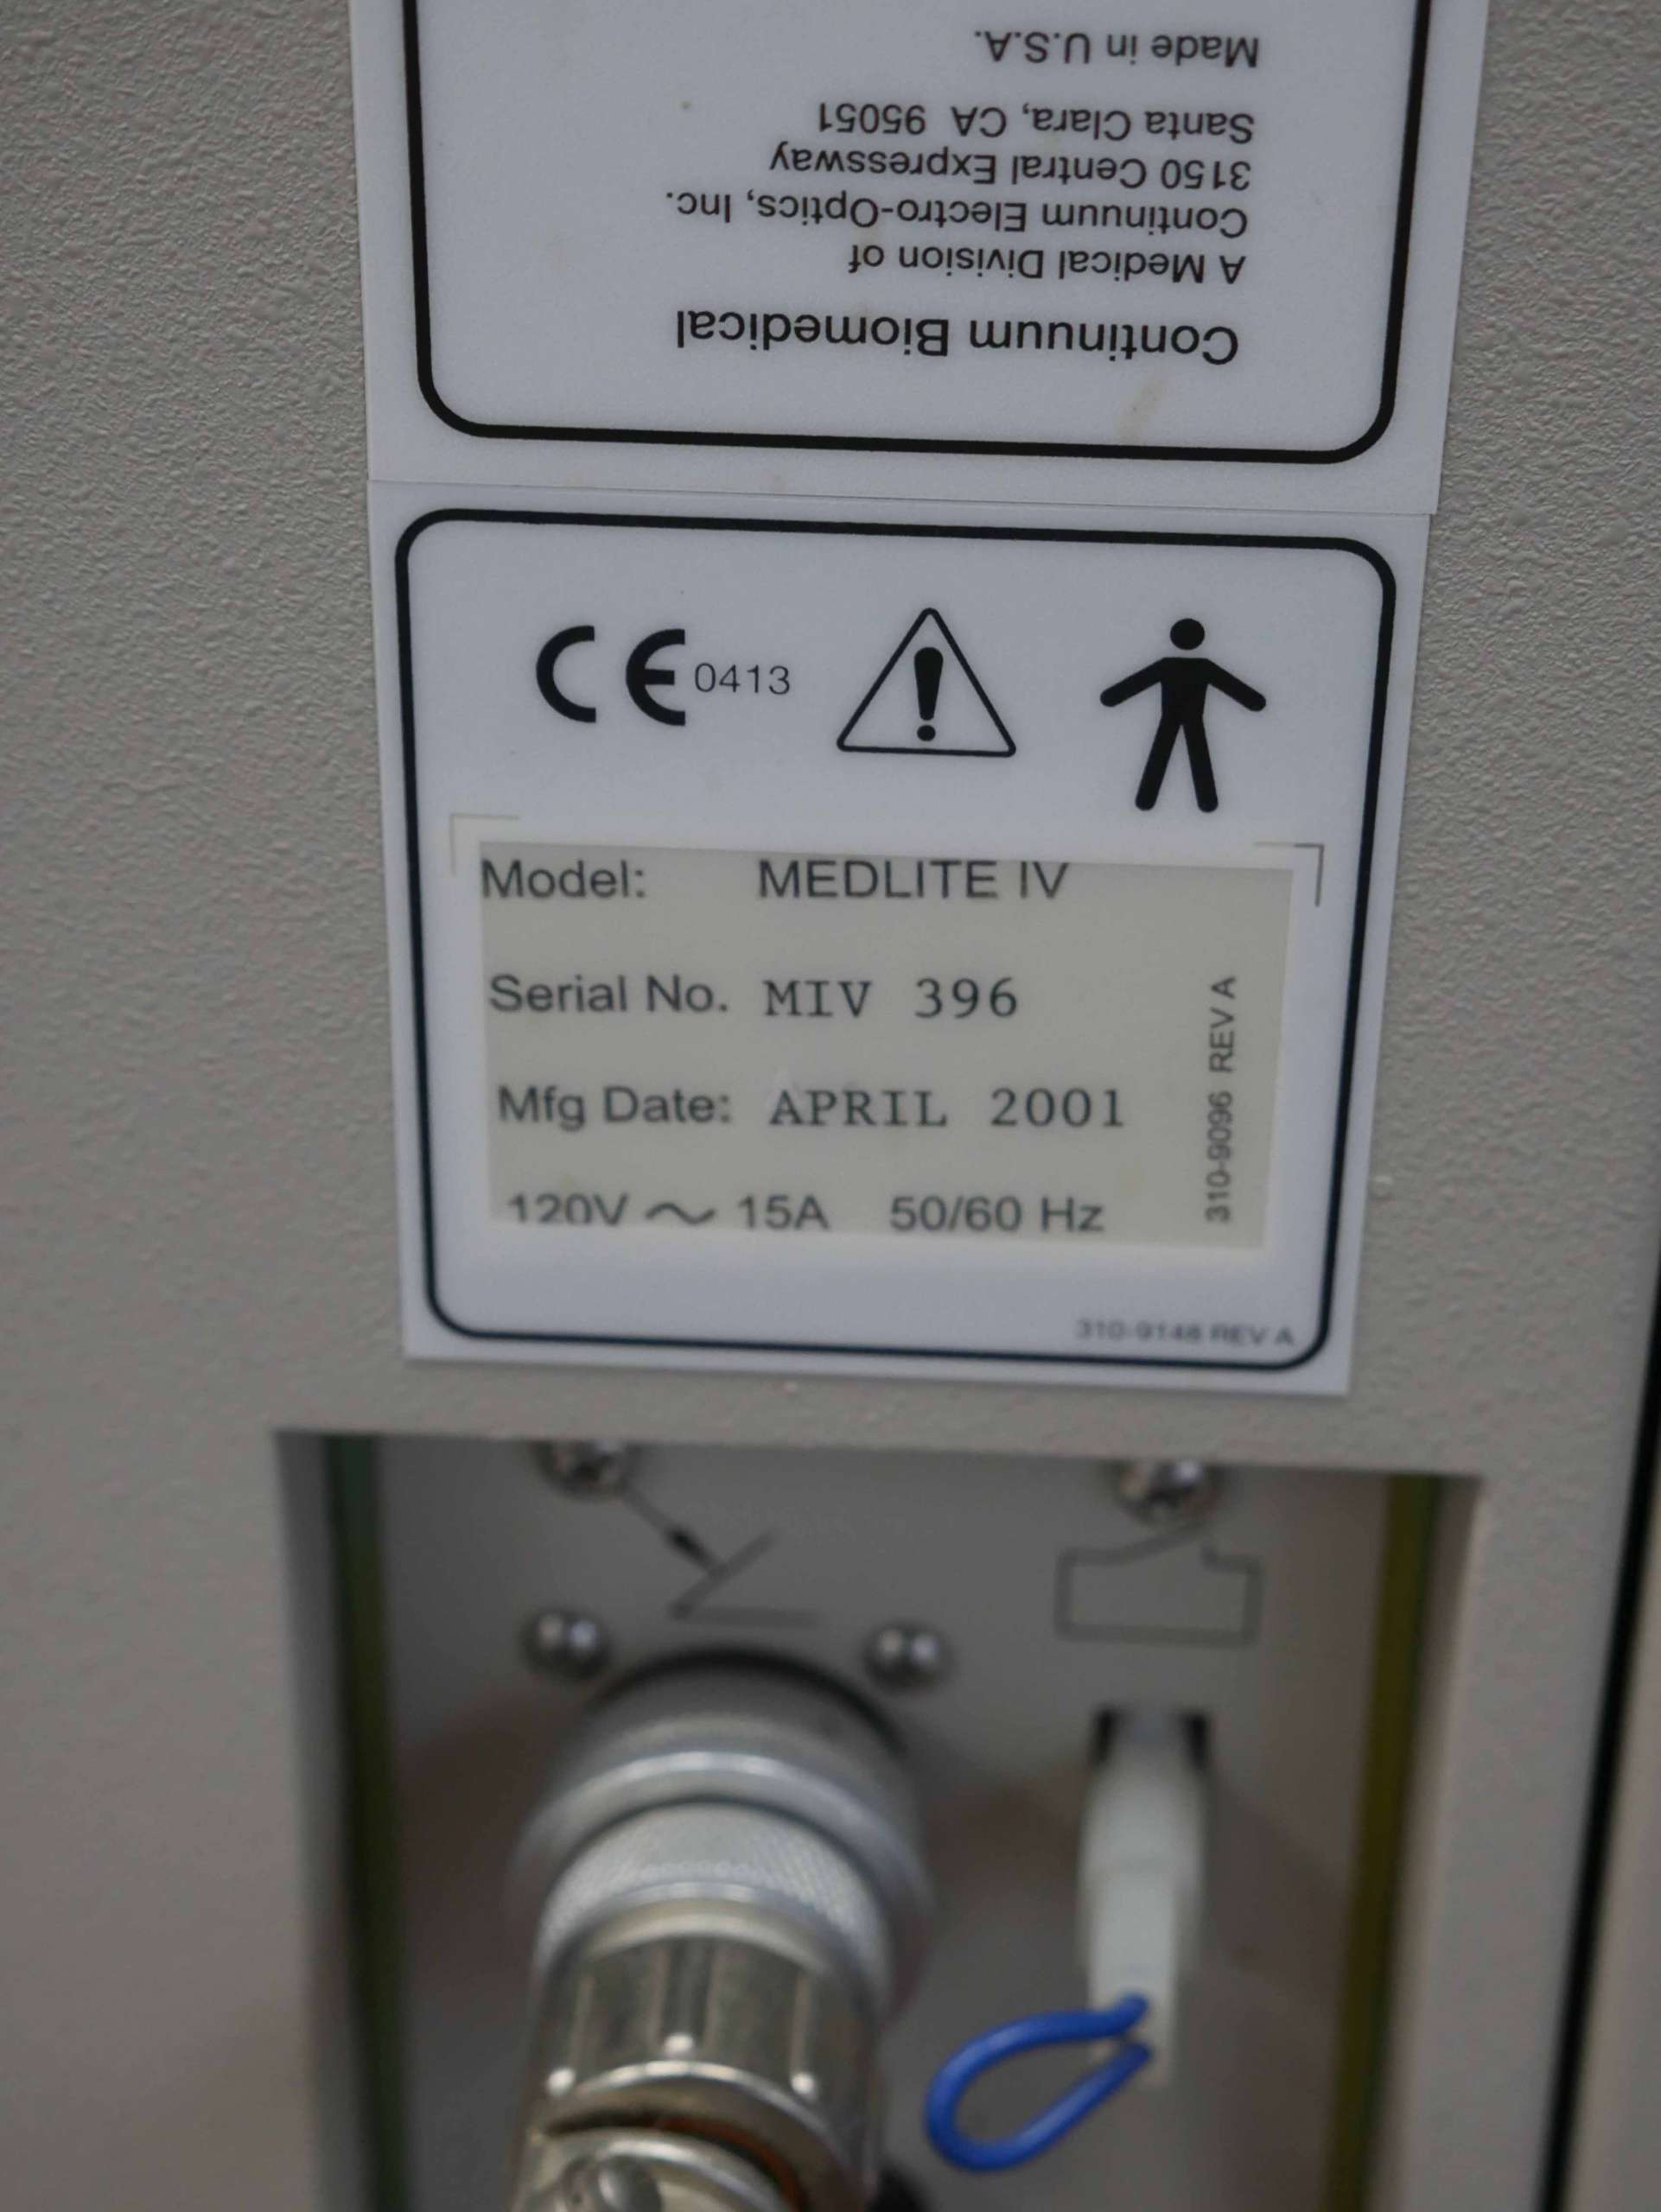 Continuum Biomedical
A Medical Division of
Continuum Electro-Optics, Inc.
3150 Central Expressway
Santa Clara, CA 95051
Made in U.S.A.
CE 0413
Model: MEDLITE IV
Serial No. MIV 396
Mfg Date: APRIL 2001
120V ~ 15A 50/60 Hz
310-9096 REV A
310-9148 REV A